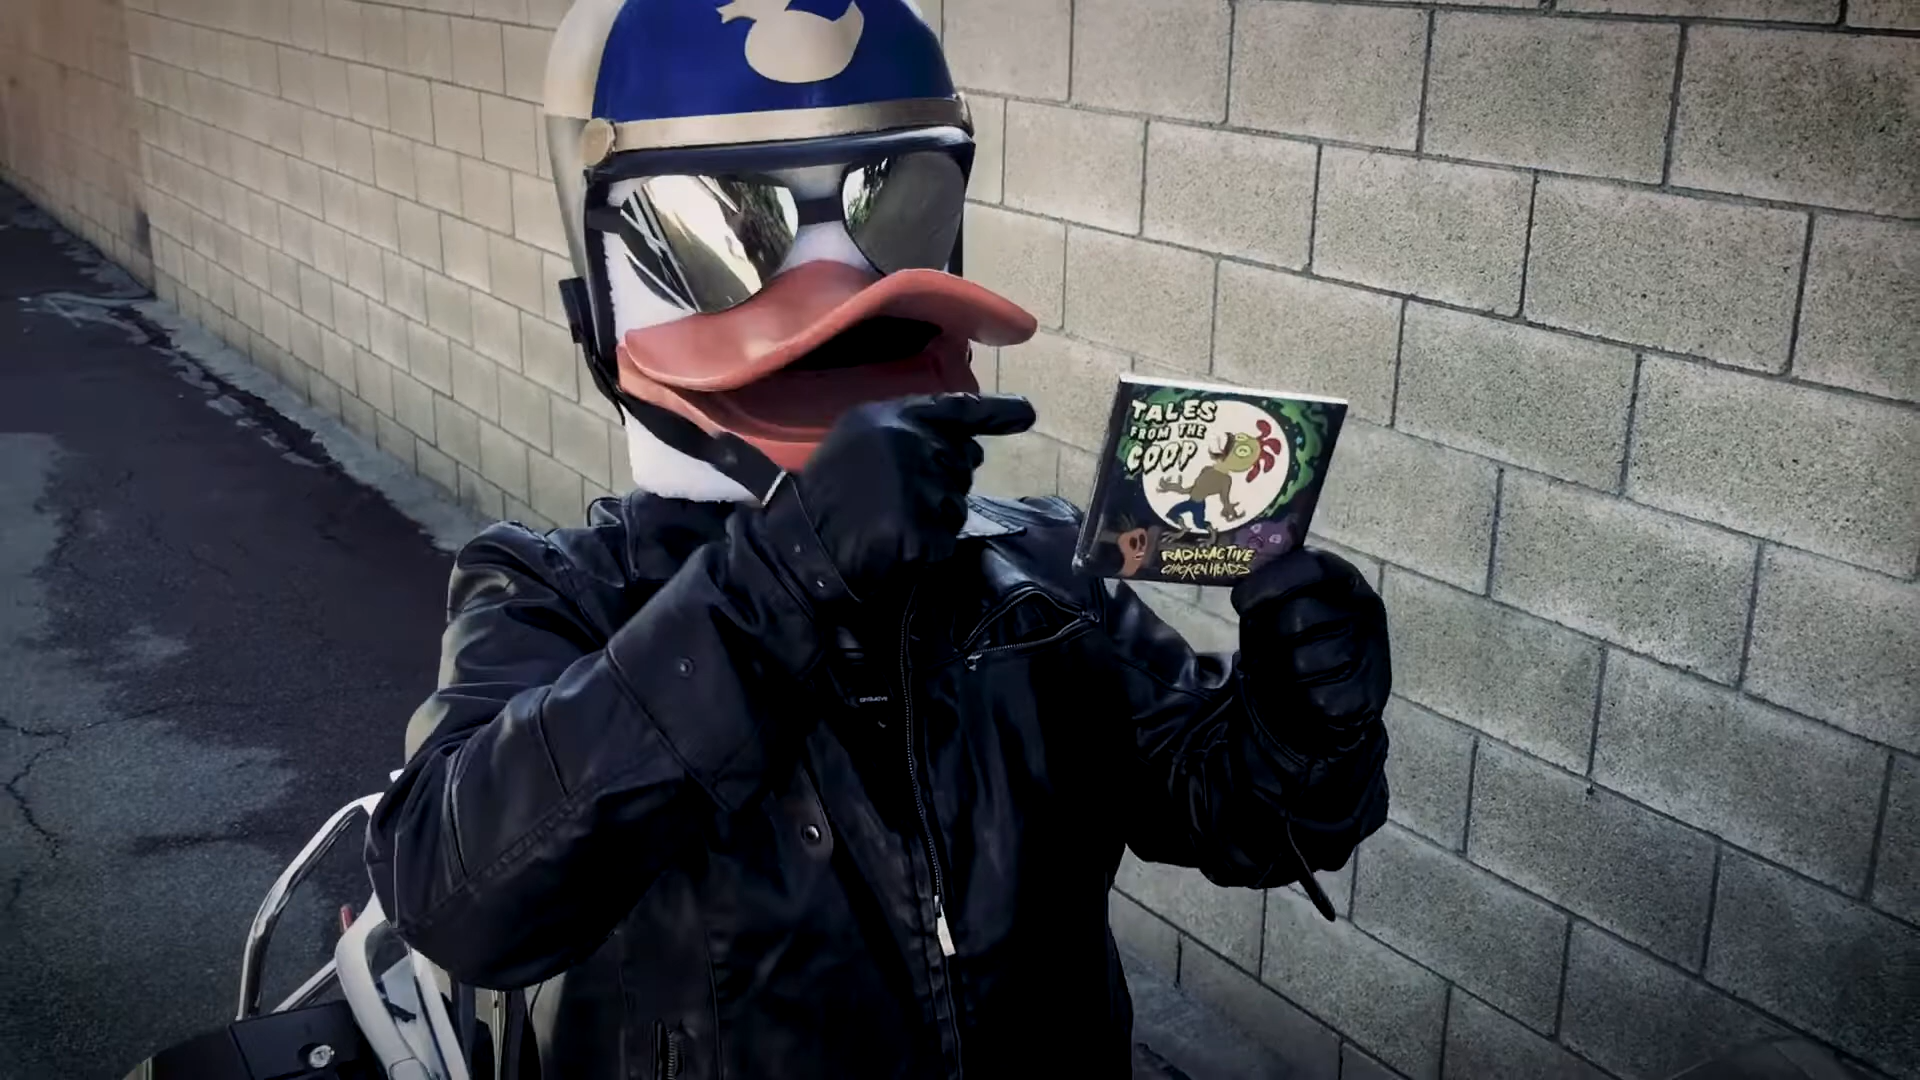 TALES
FROM THE
COOP
RADIOACTIVE
CHICKEN HEADS